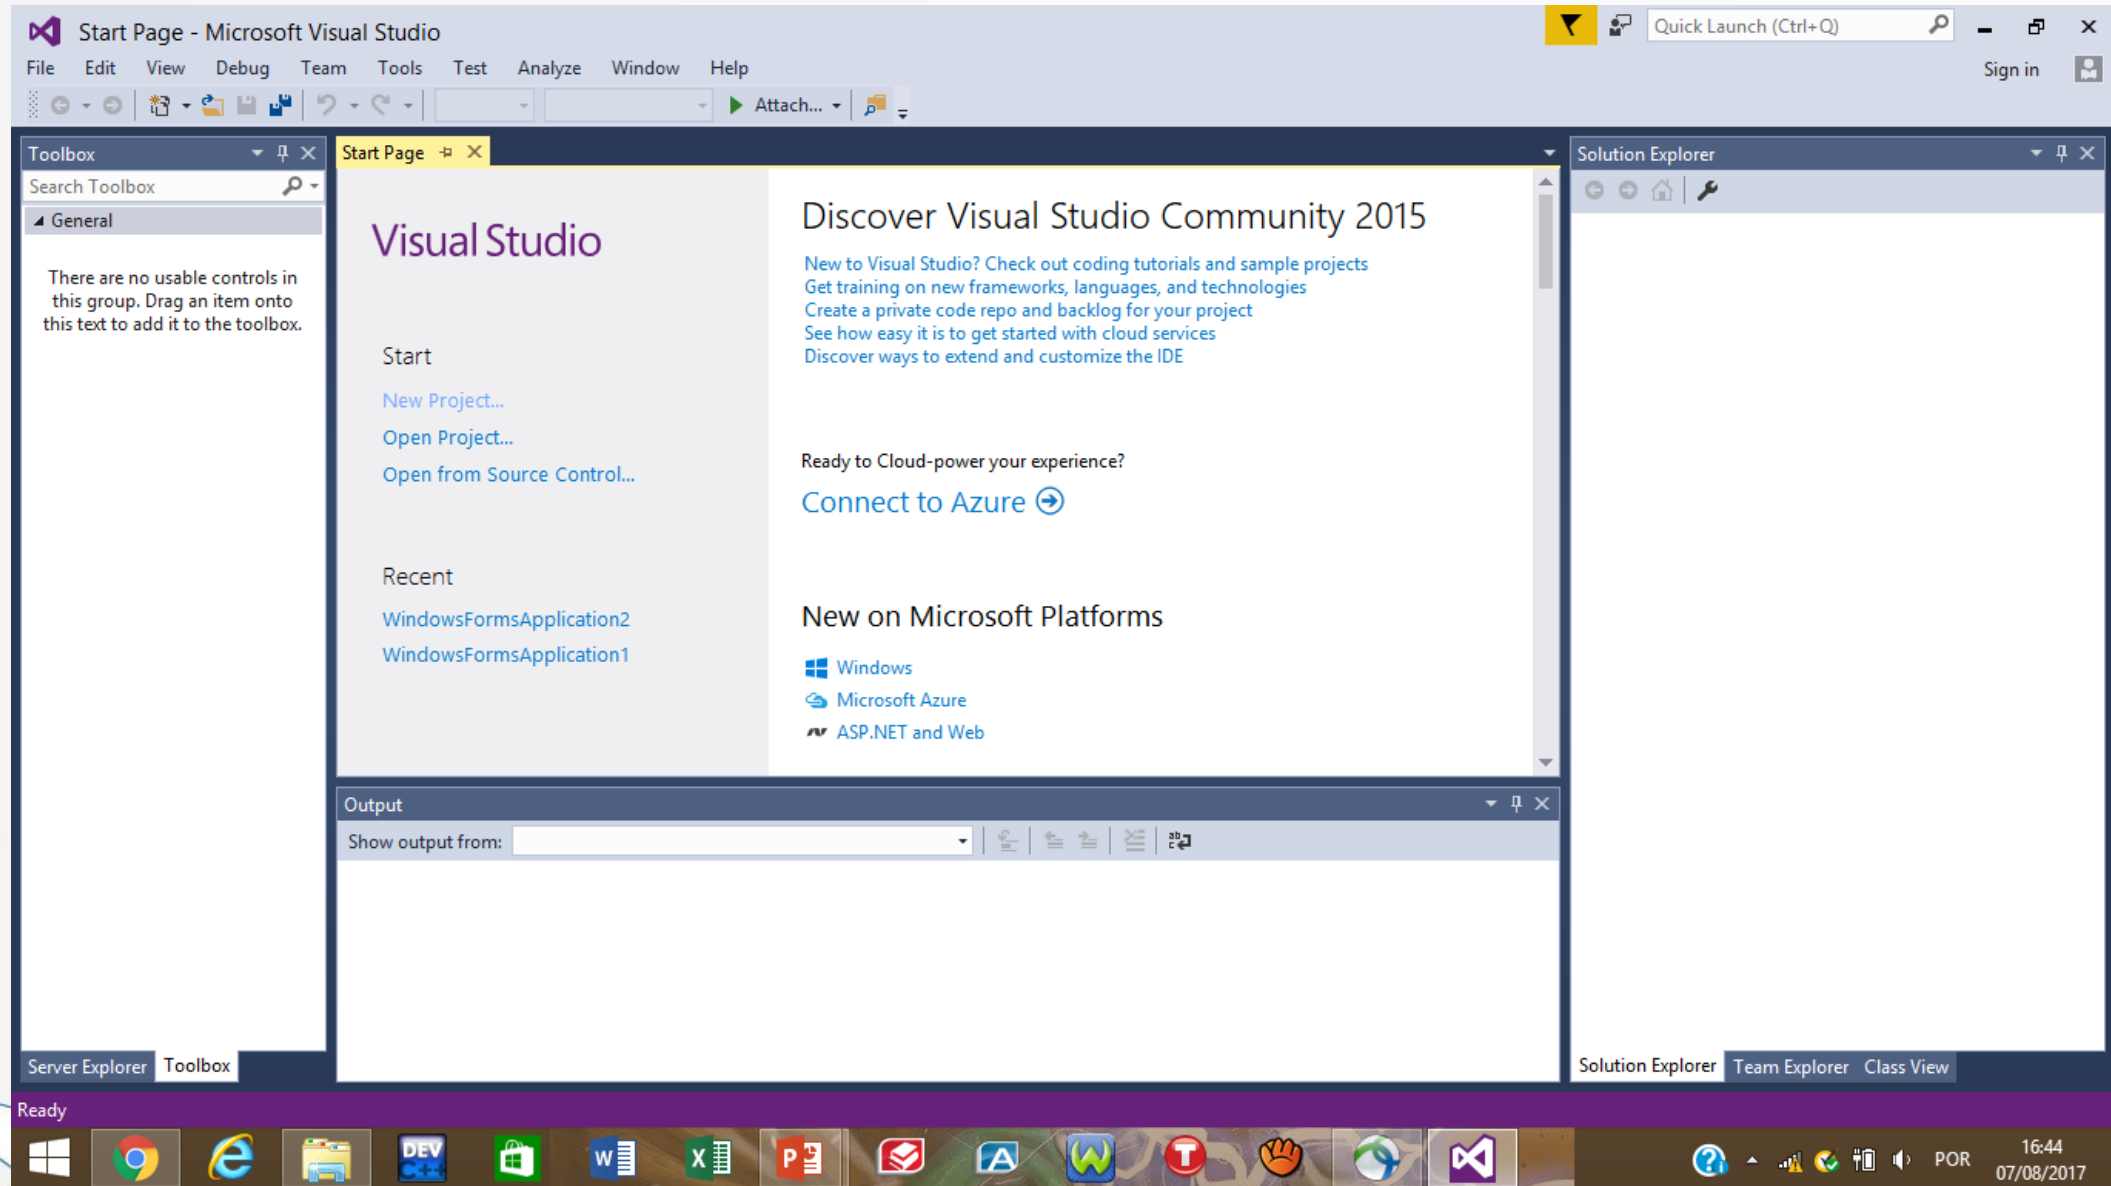 Start Page - Microsoft Visual Studio
Quick Launch (Ctrl+Q)
File Edit View Debug Team Tools Test Analyze Window Help
Sign in
Attach...
Toolbox
Search Toolbox
General
There are no usable controls in
this group. Drag an item onto
this text to add it to the toolbox.
Server Explorer Toolbox
Start Page
Visual Studio
Start
New Project...
Open Project...
Open from Source Control...
Recent
WindowsFormsApplication2
WindowsFormsApplication1
Discover Visual Studio Community 2015
New to Visual Studio? Check out coding tutorials and sample projects
Get training on new frameworks, languages, and technologies
Create a private code repo and backlog for your project
See how easy it is to get started with cloud services
Discover ways to extend and customize the IDE
Ready to Cloud-power your experience?
Connect to Azure
New on Microsoft Platforms
Windows
Microsoft Azure
ASP.NET and Web
Output
Show output from:
Solution Explorer
Solution Explorer Team Explorer Class View
Ready
DEV
C++
POR
16:44
07/08/2017